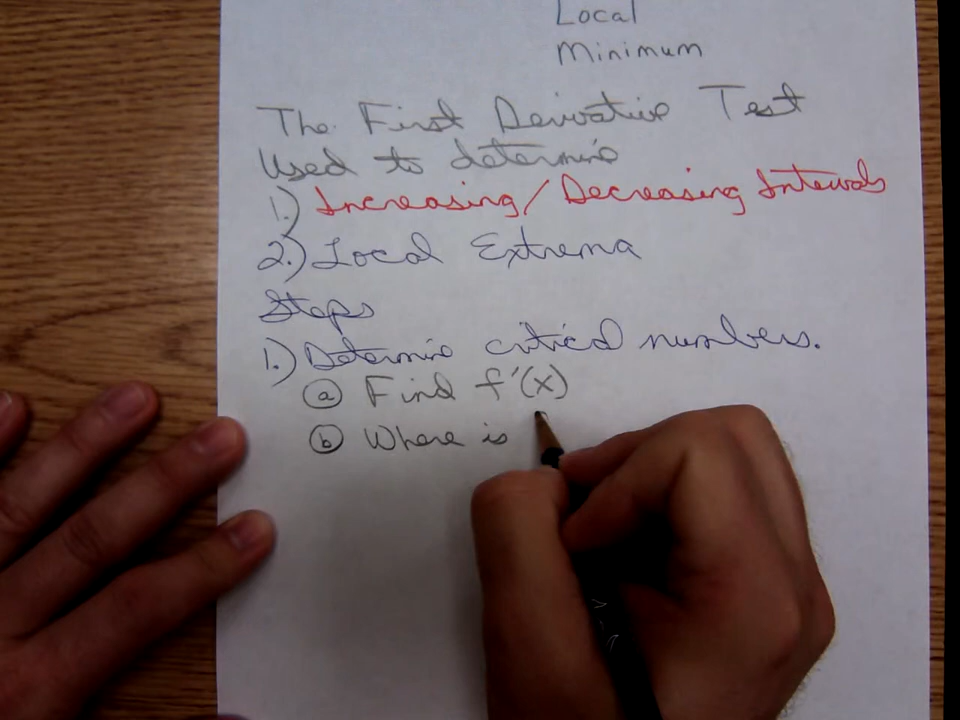 Local
Minimum
The First Derivative Test
Used to determine
1.) Increasing/Decreasing Intervals
2.) Local Extrema
Steps
1.) Determine critical numbers.
a Find f'(x)
b Where is